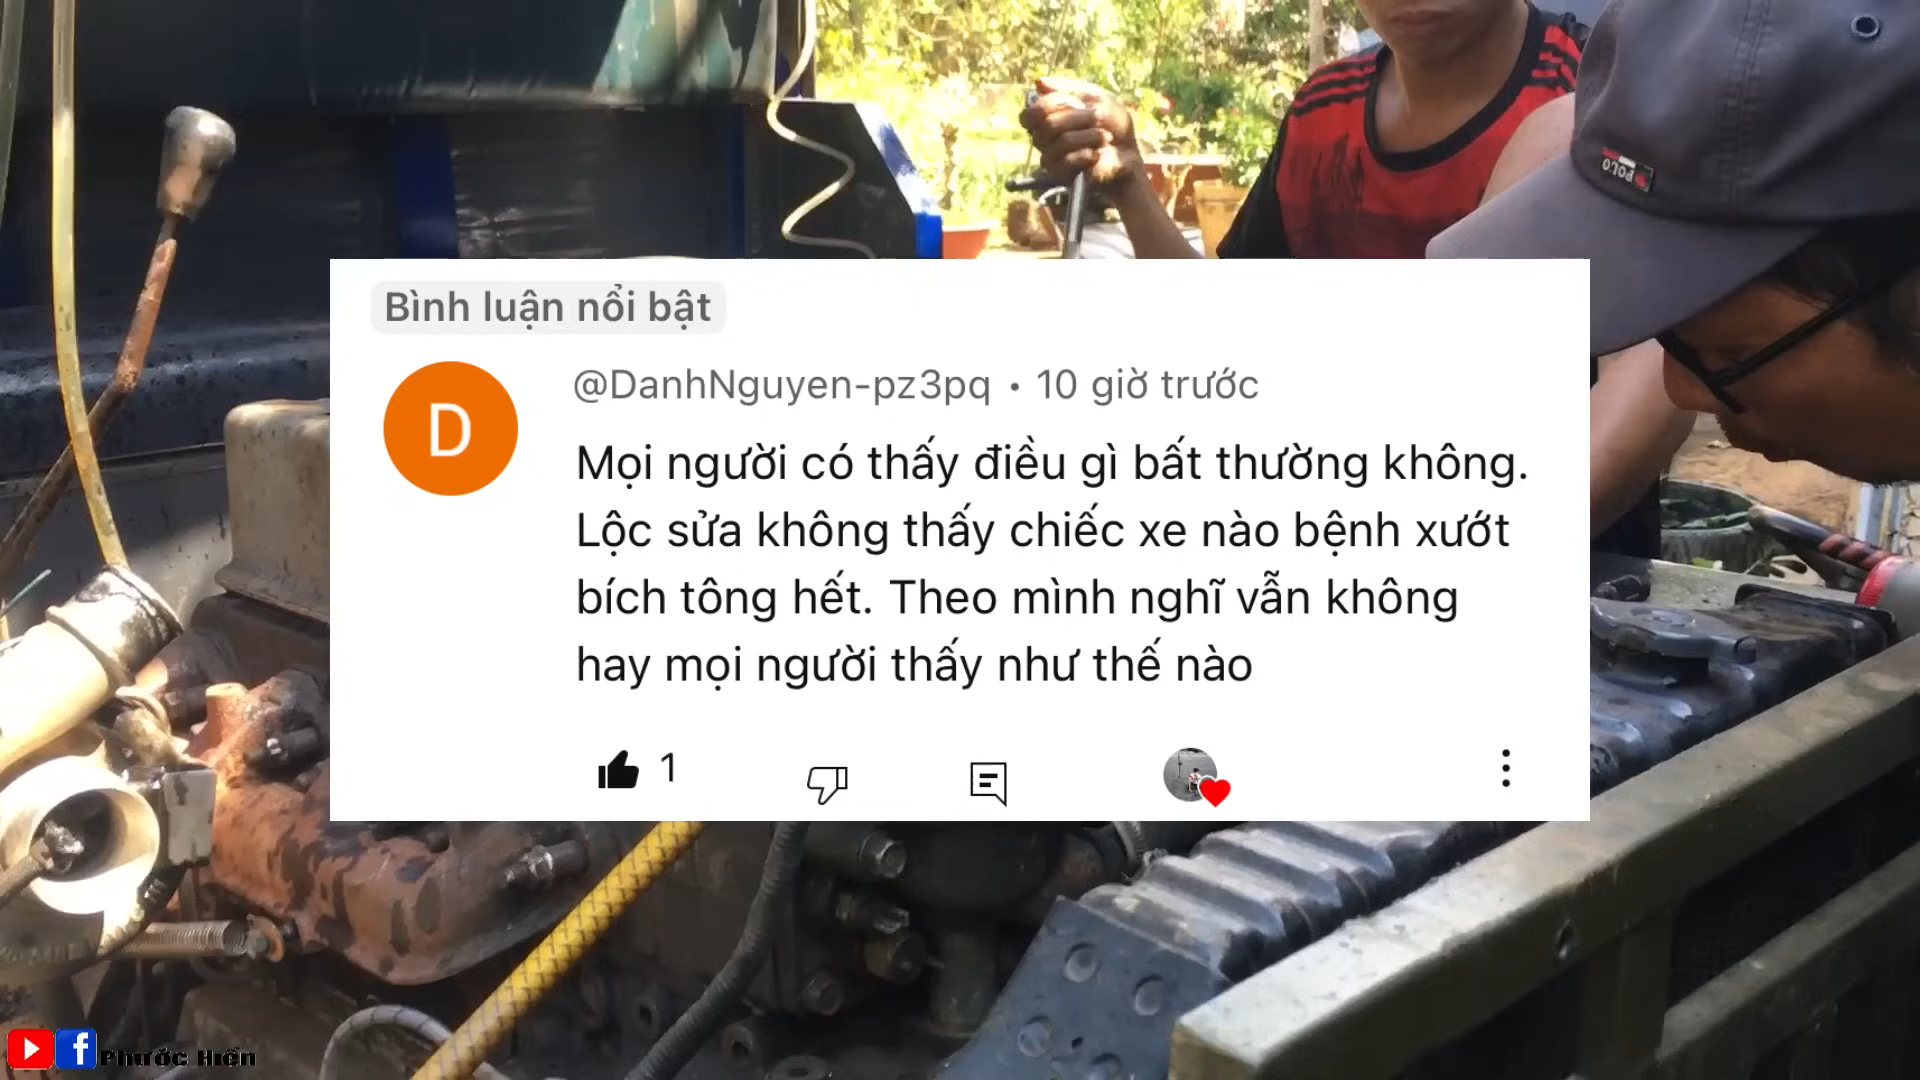 POLO
Bình luận nổi bật
D
@DanhNguyen-pz3pq • 10 giờ trước
Mọi người có thấy điều gì bất thường không.
Lộc sửa không thấy chiếc xe nào bệnh xướt
bích tông hết. Theo mình nghĩ vẫn không
hay mọi người thấy như thế nào
1
f Phước Hiển